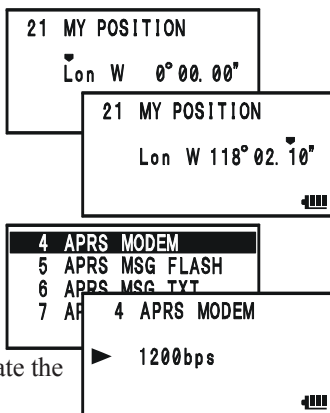 21 MY POSITION
Lon W 0°00.00"
21 MY POSITION
Lon W 118°02.10"
4 APRS MODEM
5 APRS MSG FLASH
6 APRS MSG TXT
7
4 APRS MODEM
▶ 1200bps
ate the